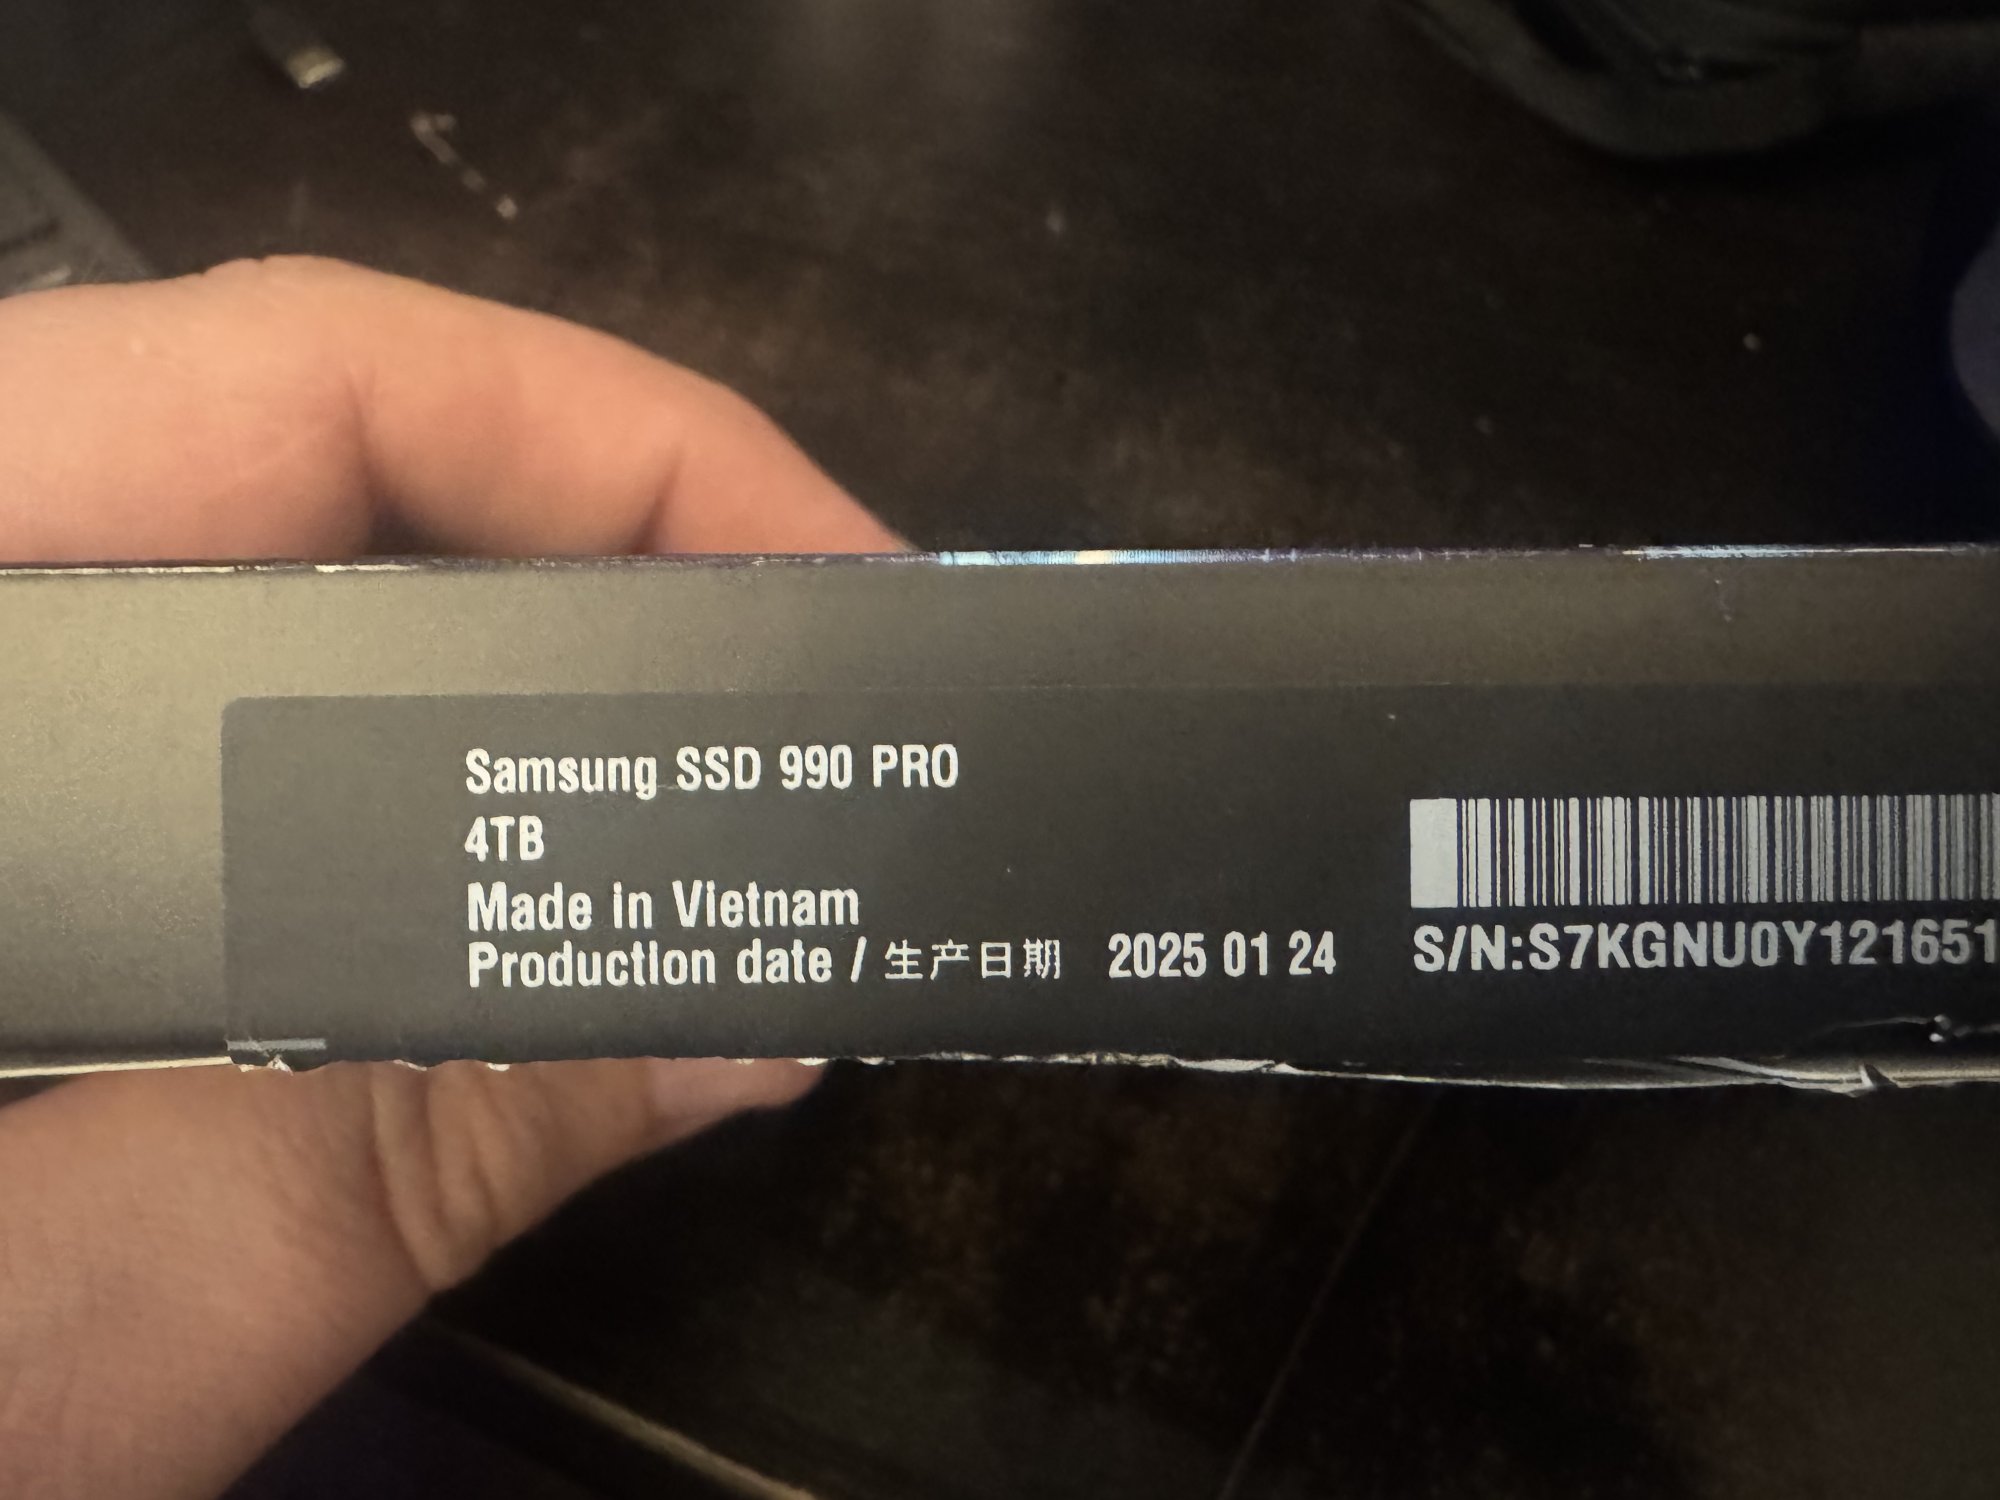 Samsung SSD 990 PRO
4TB
Made in Vietnam
Production date / 生产日期 2025 01 24
S/N:S7KGNU0Y121651